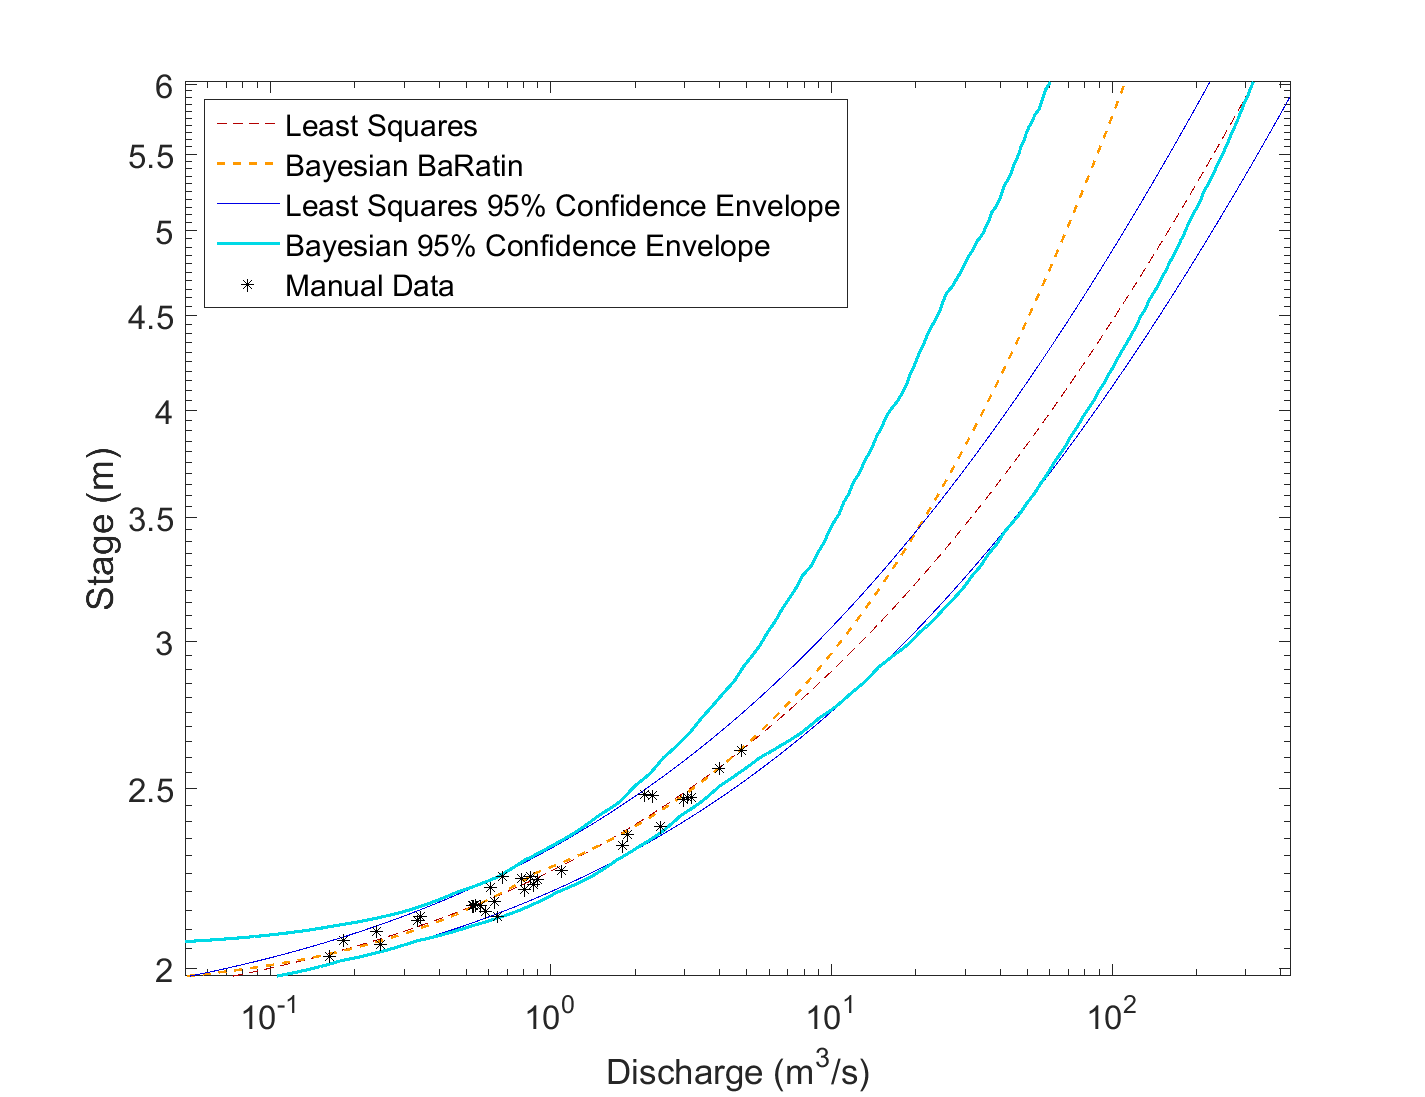 Least Squares
Bayesian BaRatin
Least Squares 95% Confidence Envelope
Bayesian 95% Confidence Envelope
Manual Data
6
5.5
5
4.5
4
3.5
3
2.5
2
Stage (m)
10-1 100 101 102
Discharge (m3/s)